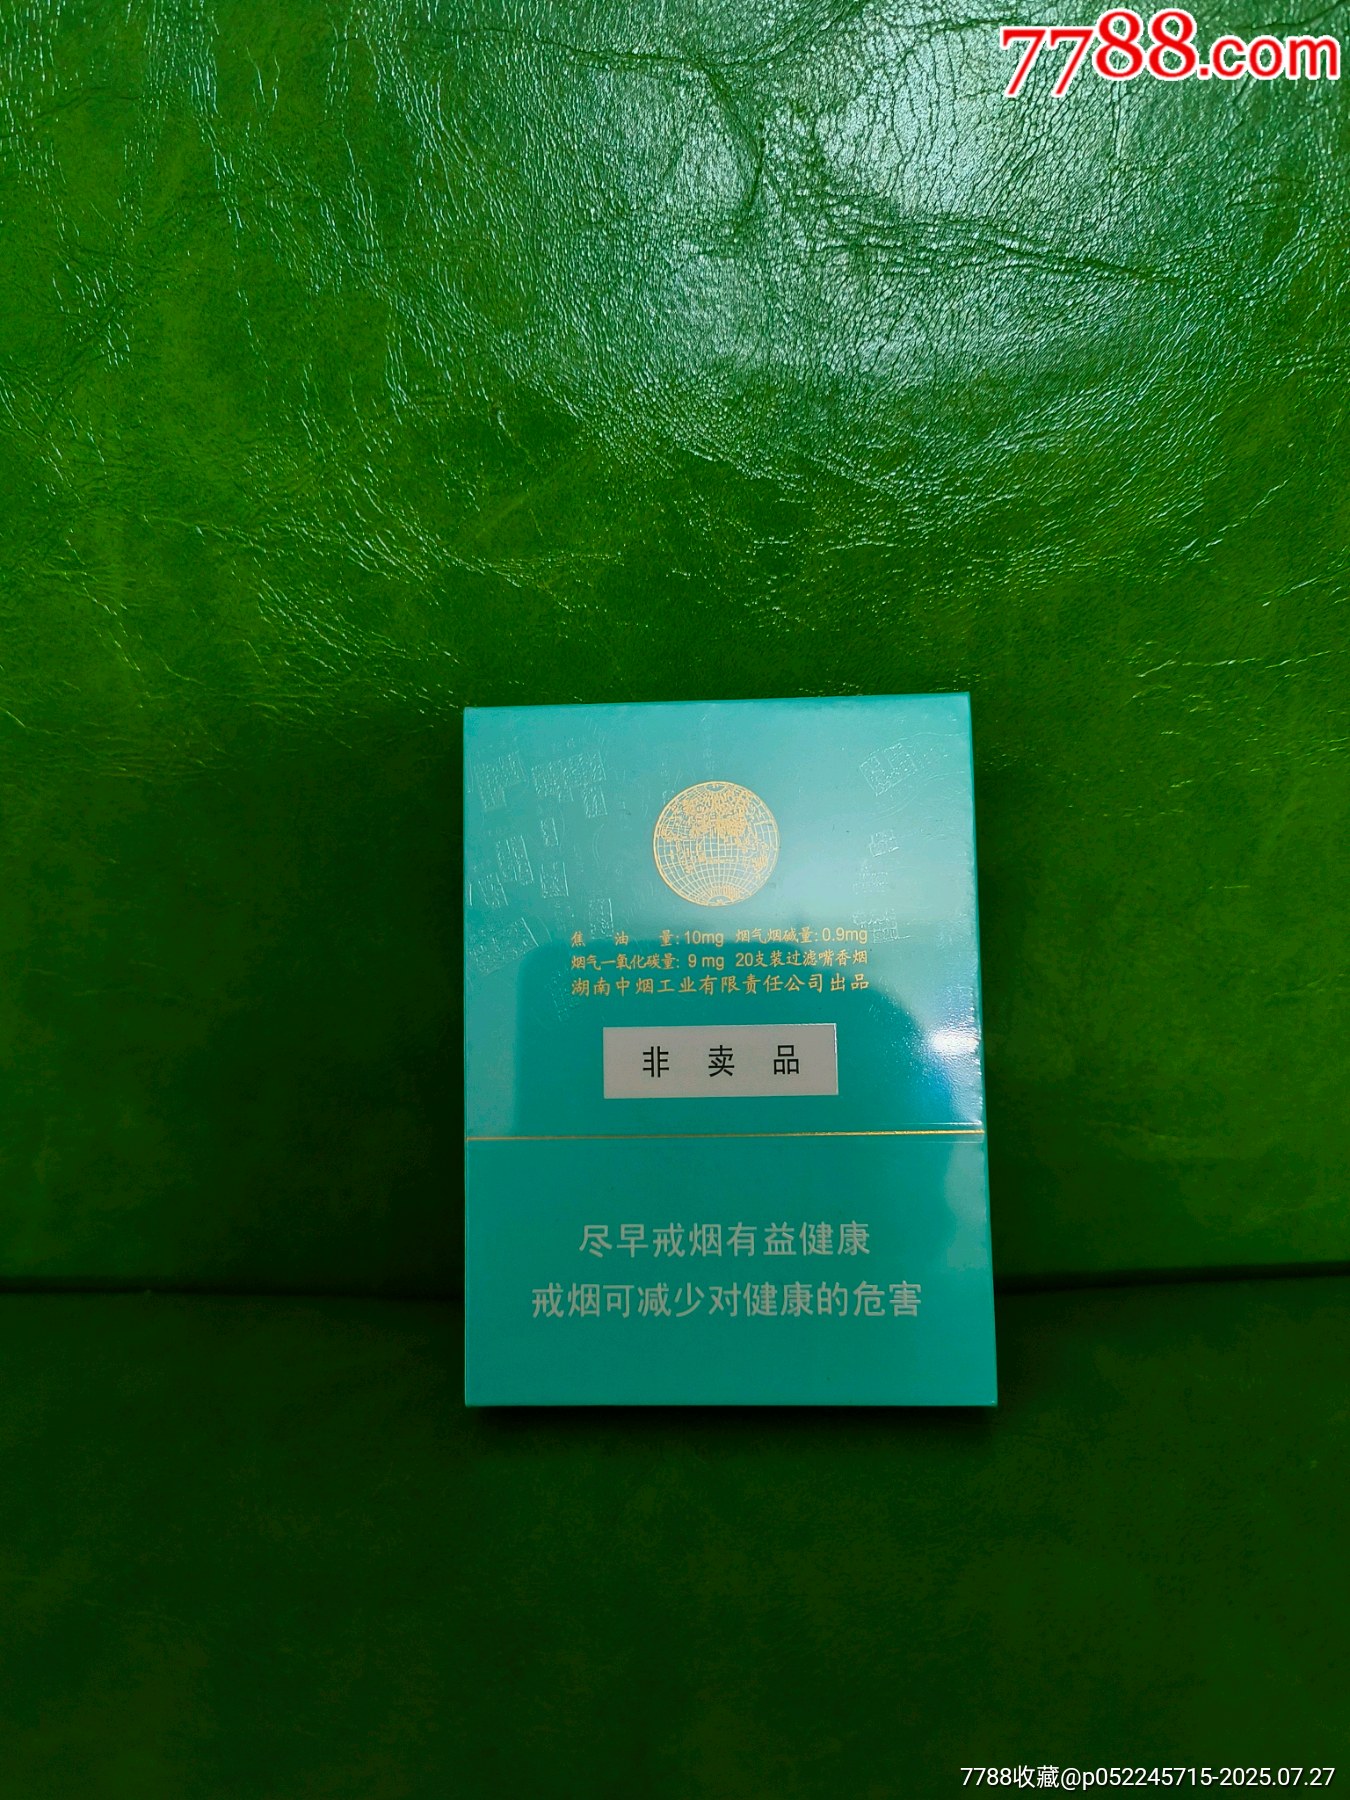 7788.com
焦油量:10mg 烟气烟碱量:0.9mg
烟气一氧化碳量: 9 mg 20支装过滤嘴香烟
湖南中烟工业有限责任公司出品
非卖品
尽早戒烟有益健康
戒烟可减少对健康的危害
7788收藏@p052245715-2025.07.27